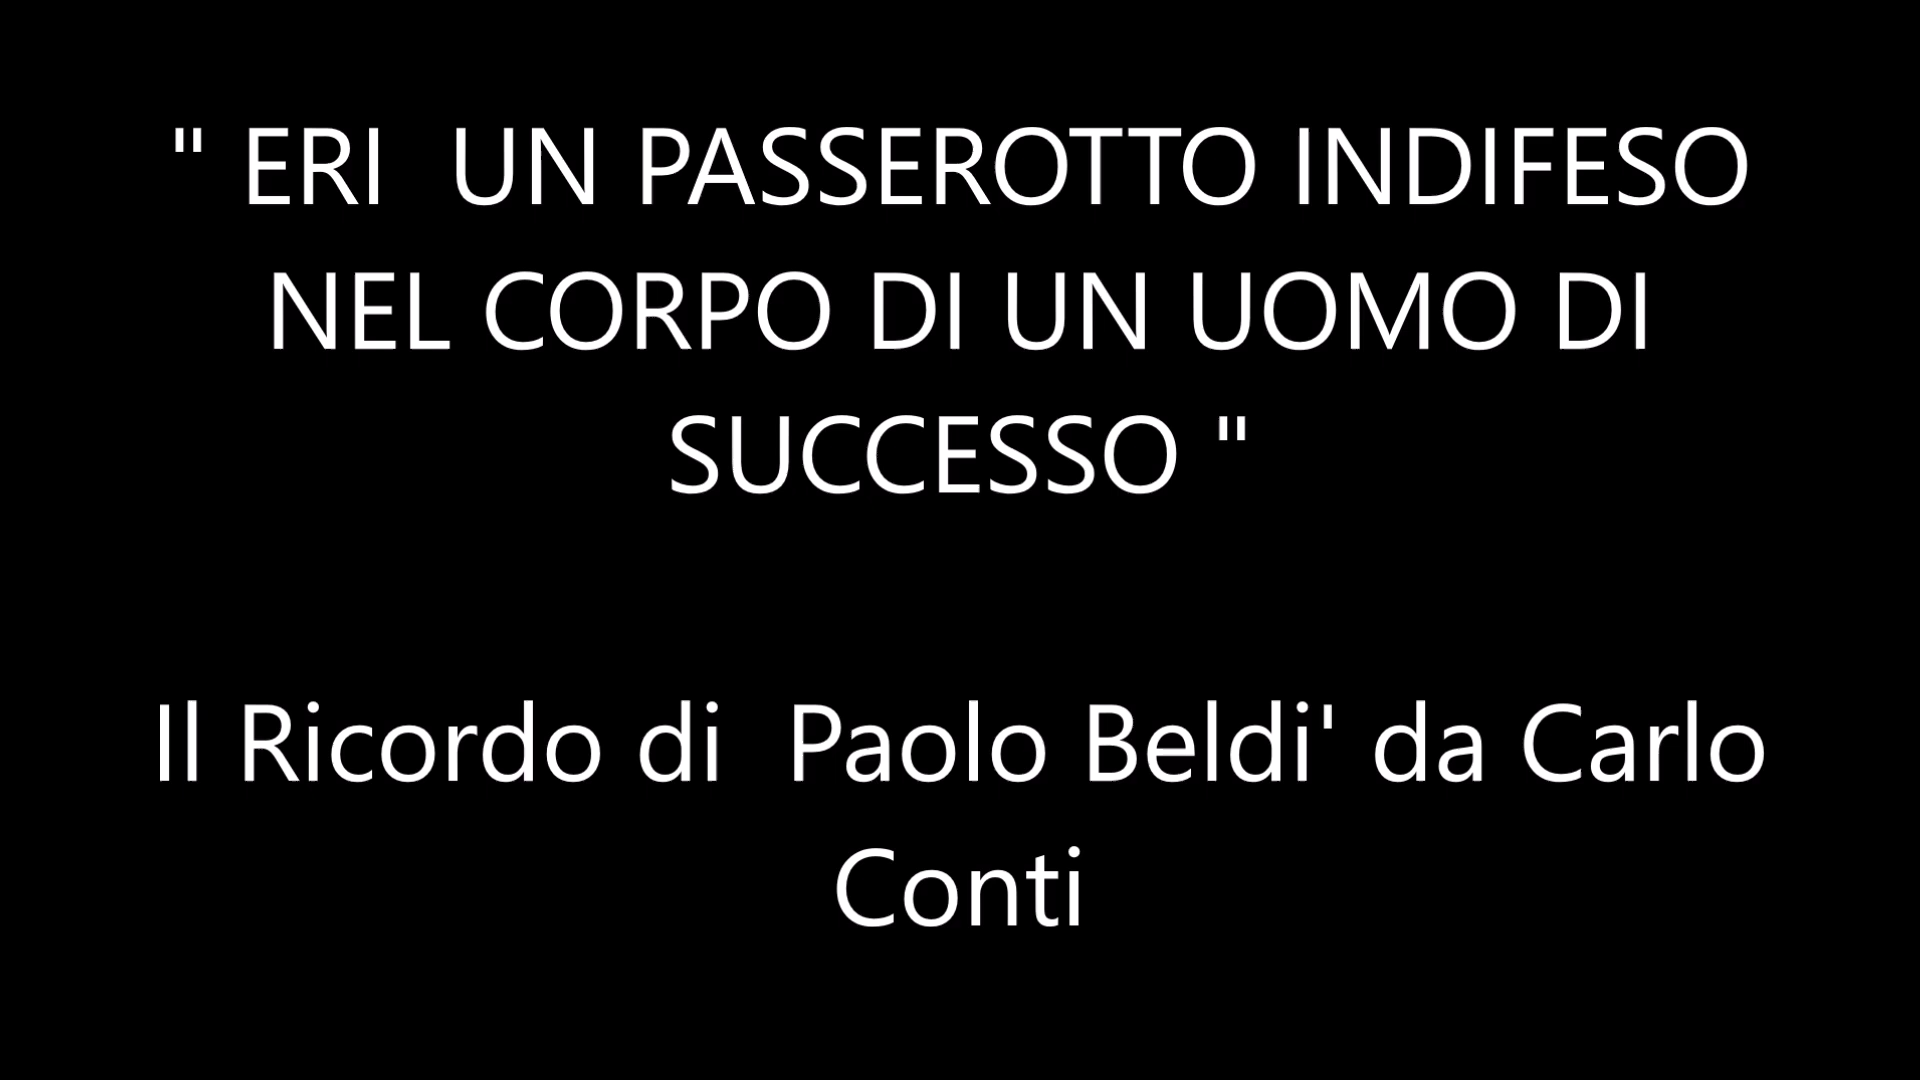 " ERI  UN PASSEROTTO INDIFESO
NEL CORPO DI UN UOMO DI
SUCCESSO "
Il Ricordo di  Paolo Beldi' da Carlo
Conti